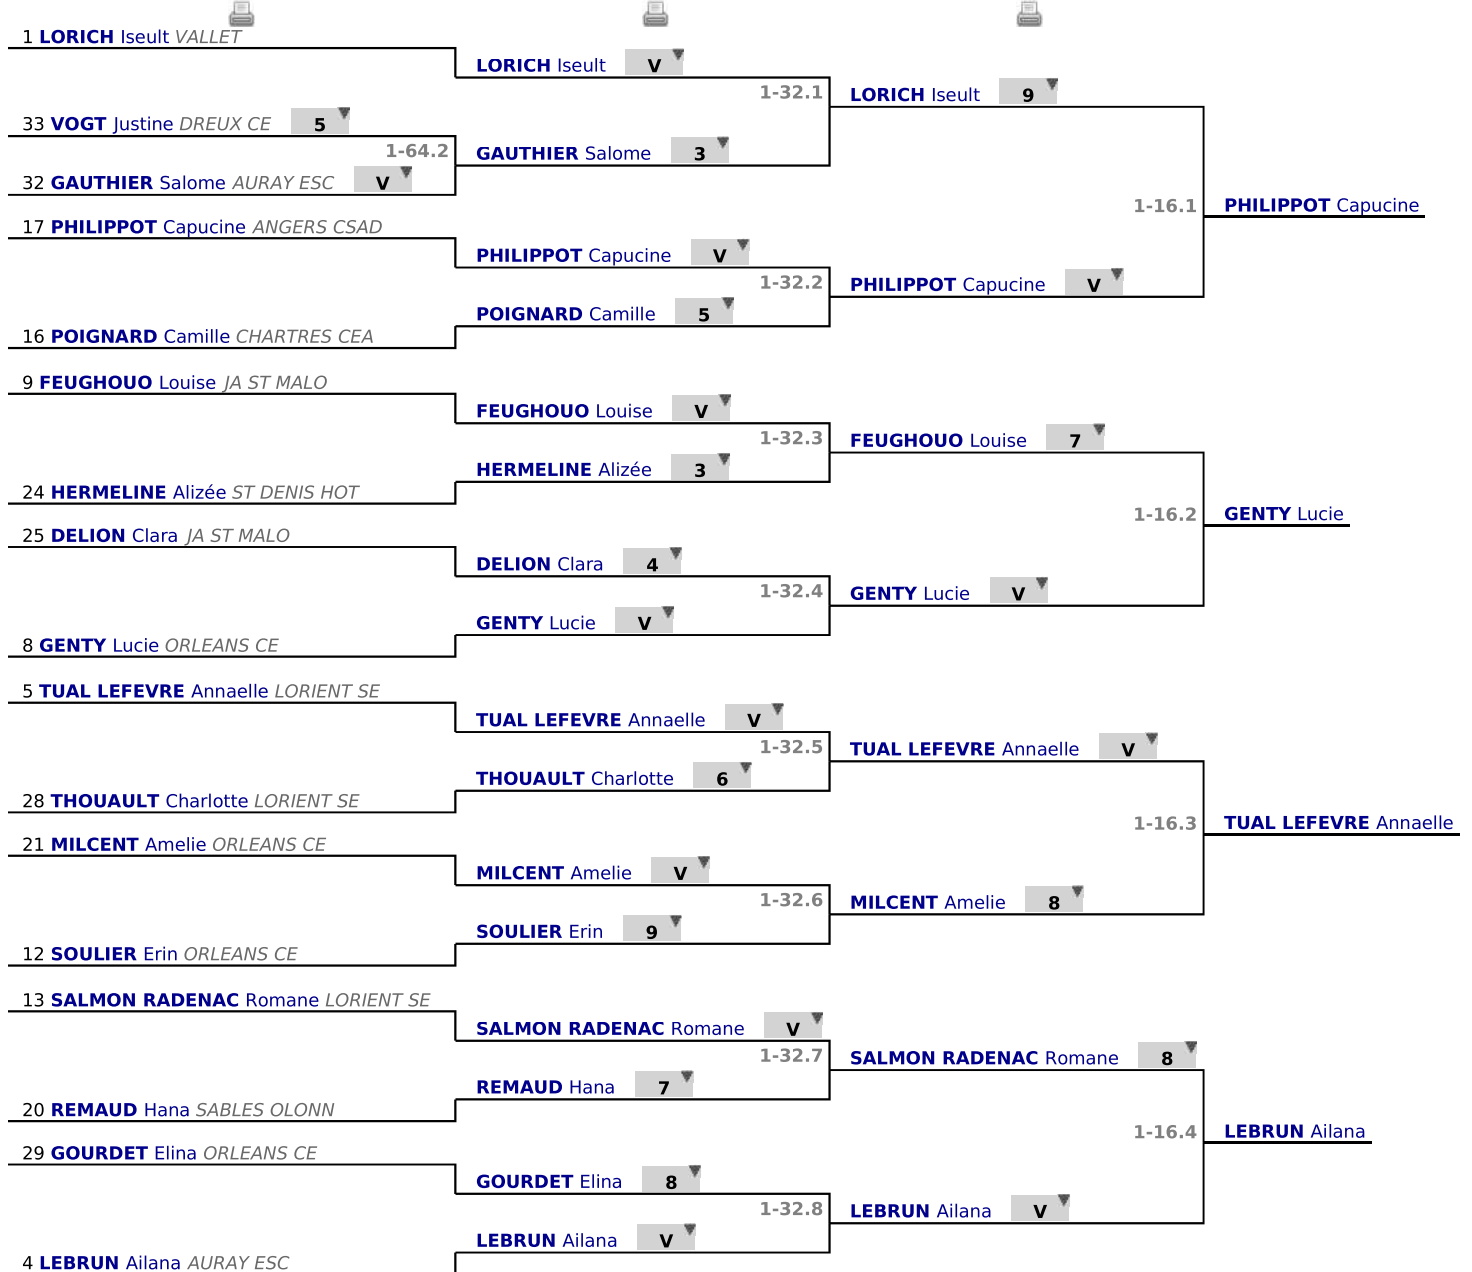 1 LORICH Iseult VALLET
LORICH Iseult V
1-32.1
LORICH Iseult 9
33 VOGT Justine DREUX CE 5
1-64.2
GAUTHIER Salome 3
32 GAUTHIER Salome AURAY ESC V
1-16.1
PHILIPPOT Capucine
17 PHILIPPOT Capucine ANGERS CSAD
PHILIPPOT Capucine V
1-32.2
PHILIPPOT Capucine V
POIGNARD Camille 5
16 POIGNARD Camille CHARTRES CEA
9 FEUGHOUO Louise JA ST MALO
FEUGHOUO Louise V
1-32.3
FEUGHOUO Louise 7
HERMELINE Alizée 3
24 HERMELINE Alizée ST DENIS HOT
1-16.2
GENTY Lucie
25 DELION Clara JA ST MALO
DELION Clara 4
1-32.4
GENTY Lucie V
GENTY Lucie V
8 GENTY Lucie ORLEANS CE
5 TUAL LEFEVRE Annaelle LORIENT SE
TUAL LEFEVRE Annaelle V
1-32.5
TUAL LEFEVRE Annaelle V
THOUAULT Charlotte 6
28 THOUAULT Charlotte LORIENT SE
1-16.3
TUAL LEFEVRE Annaelle
21 MILCENT Amelie ORLEANS CE
MILCENT Amelie V
1-32.6
MILCENT Amelie 8
SOULIER Erin 9
12 SOULIER Erin ORLEANS CE
13 SALMON RADENAC Romane LORIENT SE
SALMON RADENAC Romane V
1-32.7
SALMON RADENAC Romane 8
REMAUD Hana 7
20 REMAUD Hana SABLES OLONN
1-16.4
LEBRUN Ailana
29 GOURDET Elina ORLEANS CE
GOURDET Elina 8
1-32.8
LEBRUN Ailana V
LEBRUN Ailana V
4 LEBRUN Ailana AURAY ESC